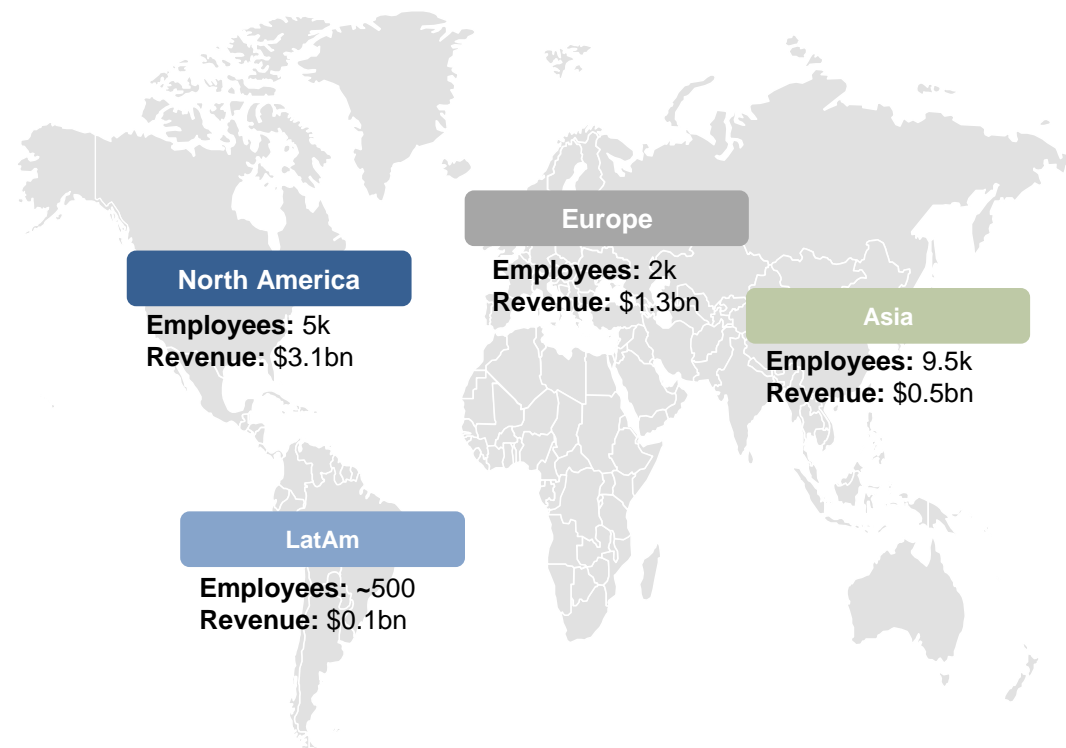 Europe
Employees: 2k
Revenue: $1.3bn
North America
Employees: 5k
Revenue: $3.1bn
Asia
Employees: 9.5k
Revenue: $0.5bn
LatAm
Employees: ~500
Revenue: $0.1bn